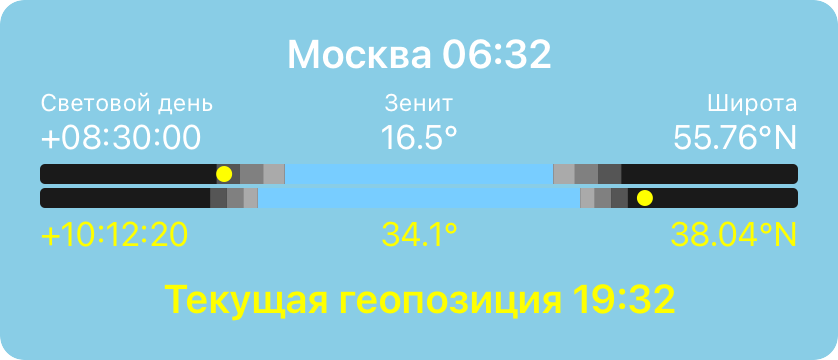 Москва 06:32
Световой день Зенит Широта
+08:30:00 16.5° 55.76°N
+10:12:20 34.1° 38.04°N
Текущая геопозиция 19:32